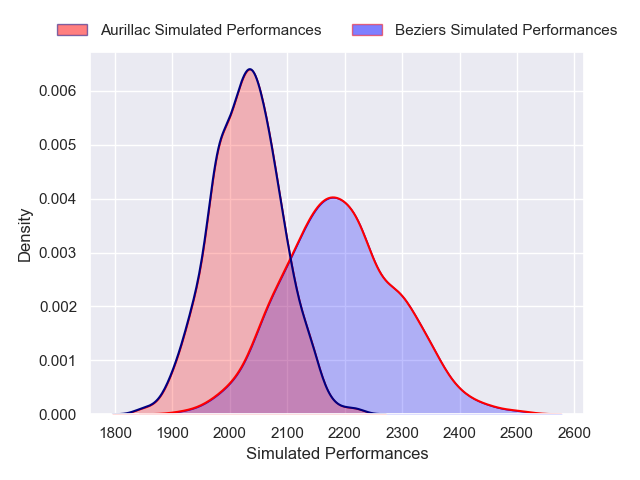 Aurillac Simulated Performances Beziers Simulated Performances
0.006
0.005
0.004
0.003
0.002
0.001
0.000
Density
1800 1900 2000 2100 2200 2300 2400 2500 2600
Simulated Performances